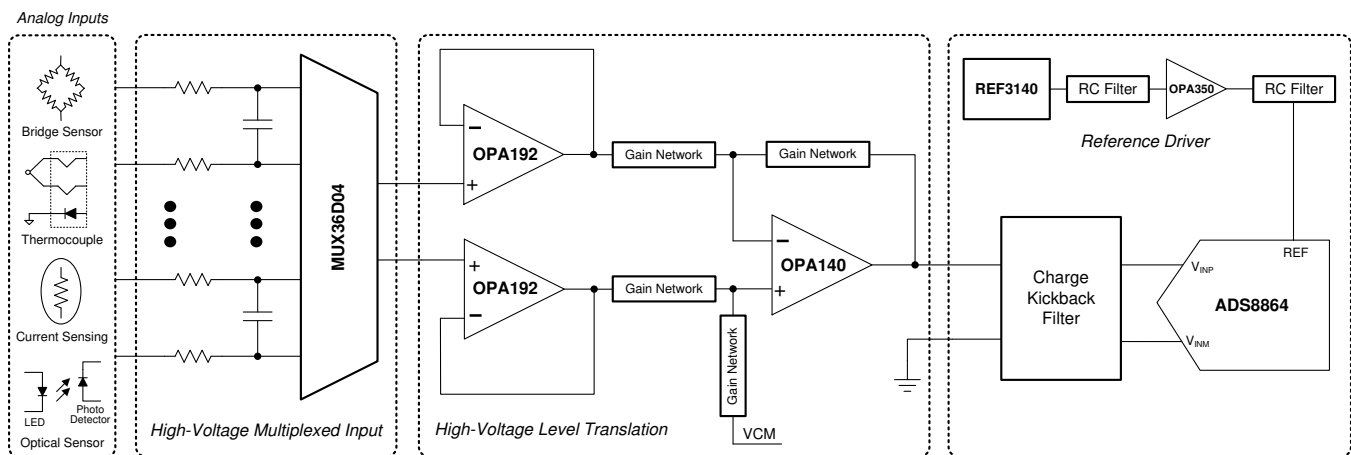 Analog Inputs
Bridge Sensor
Thermocouple
Current Sensing
LED
Photo
Detector
Optical Sensor
MUX36D04
High-Voltage Multiplexed Input
OPA192
+
Gain Network
Gain Network
OPA140
+
OPA192
+
Gain Network
Gain Network
VCM
High-Voltage Level Translation
REF3140
RC Filter
OPA350
RC Filter
Reference Driver
Charge
Kickback
Filter
REF
VINP
ADS8864
VINM